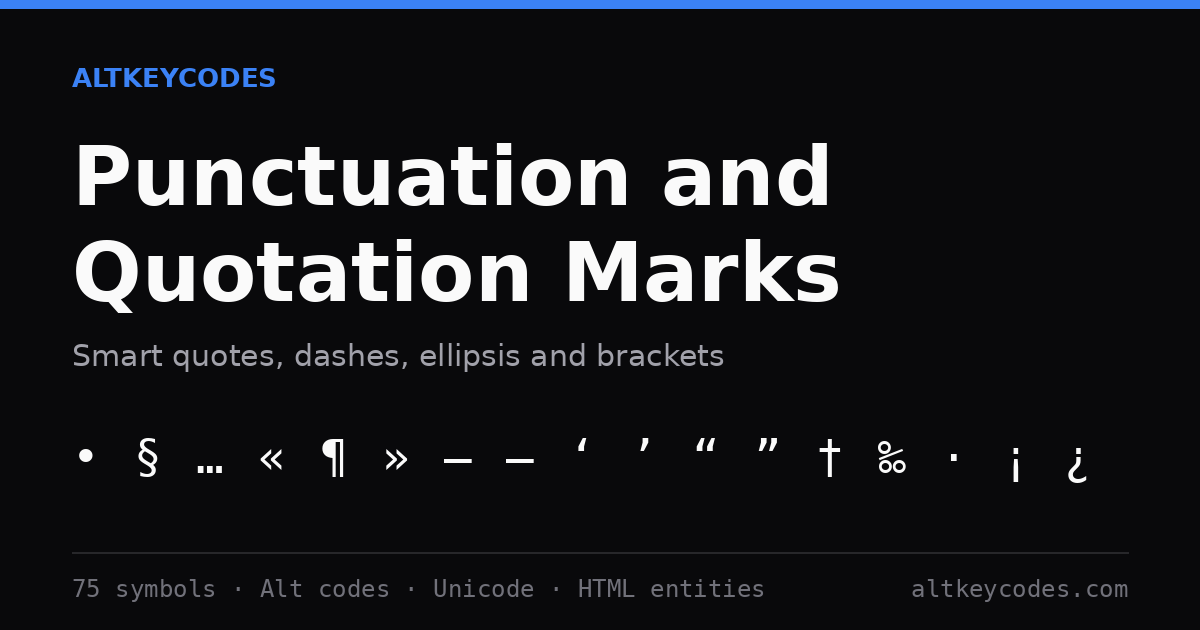 ALTKEYCODES
Punctuation and
Quotation Marks
Smart quotes, dashes, ellipsis and brackets
• § … « ¶ » – — ‘ ’ “ ” † ‰ · ¡ ¿
75 symbols · Alt codes · Unicode · HTML entities altkeycodes.com